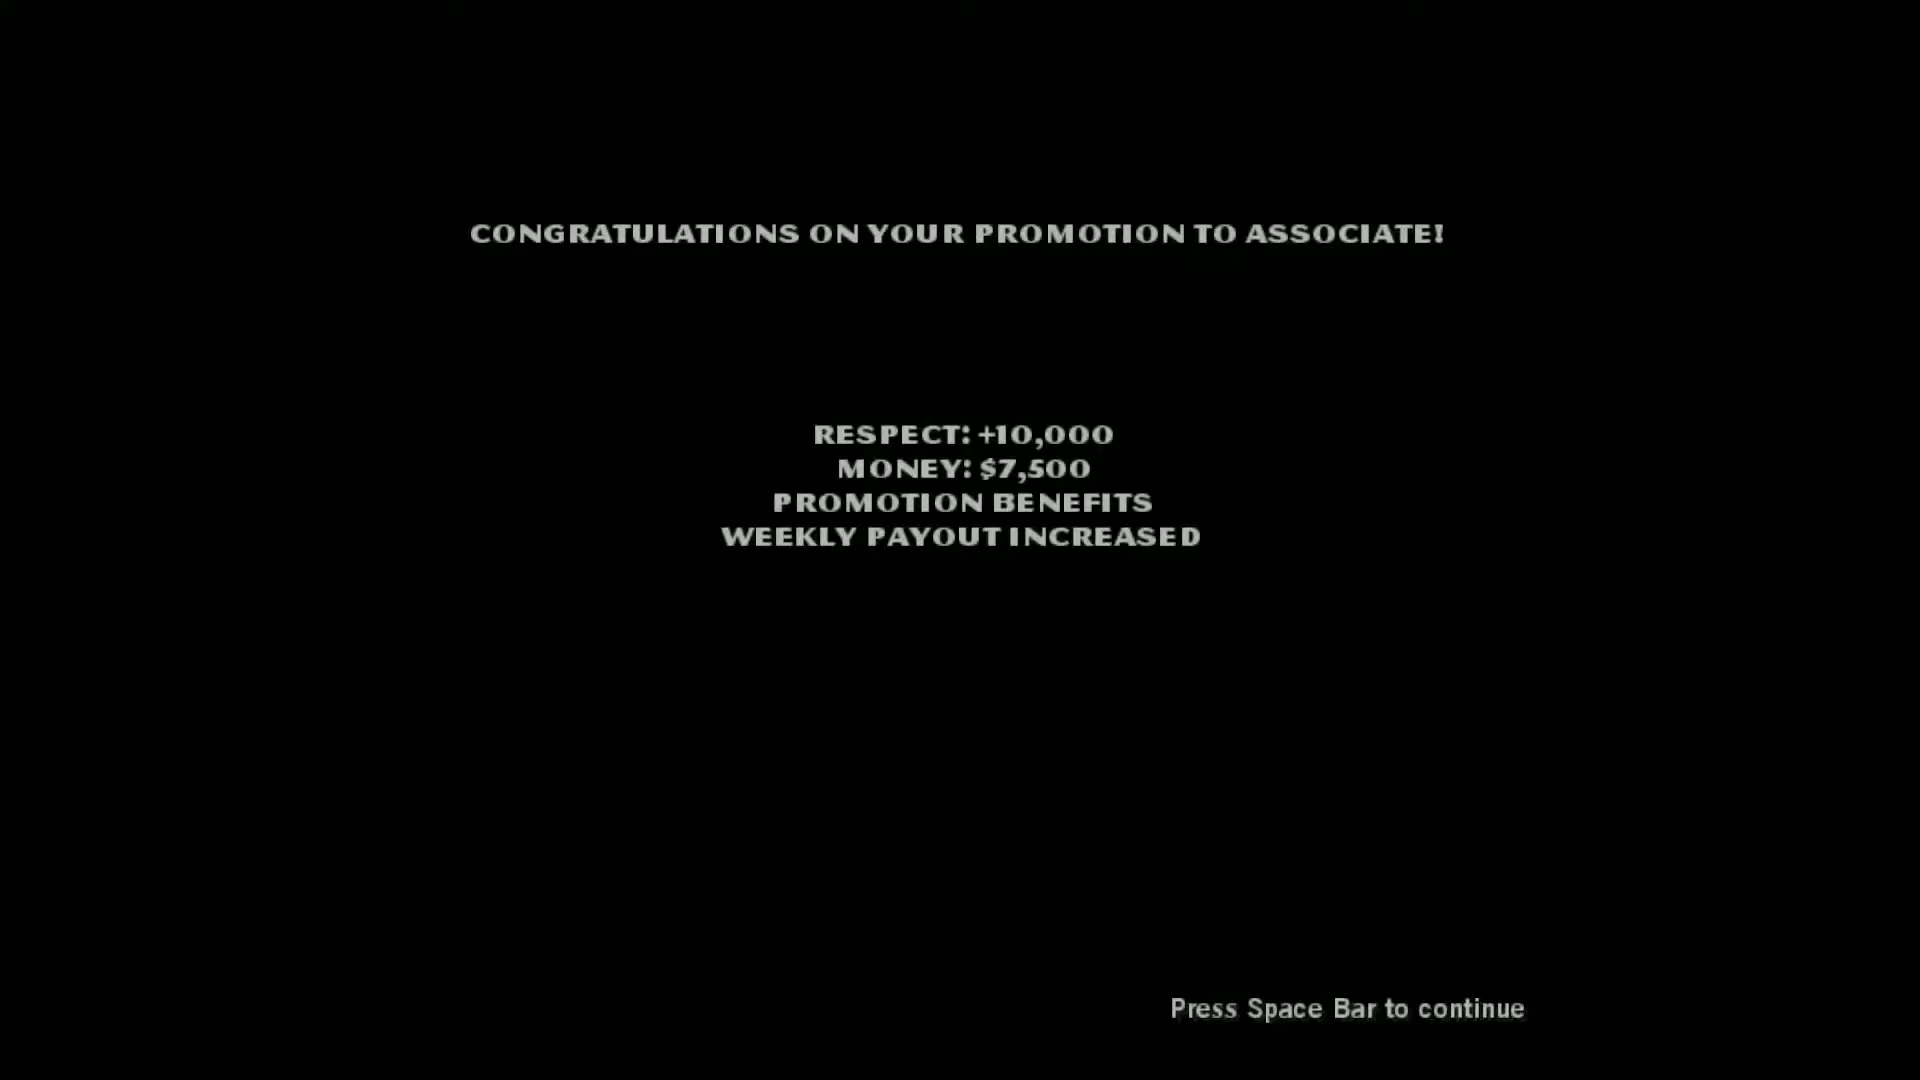 CONGRATULATIONS ON YOUR PROMOTION TO ASSOCIATE!
RESPECT: +10,000
MONEY: $7,500
PROMOTION BENEFITS
WEEKLY PAYOUT INCREASED
Press Space Bar to continue